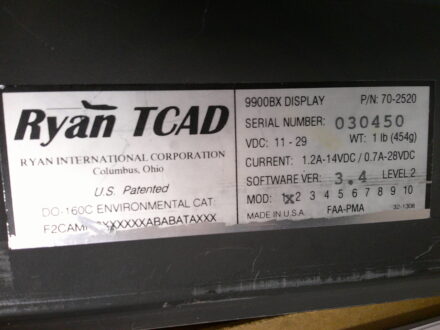 Ryan TCAD
RYAN INTERNATIONAL CORPORATION
Columbus, Ohio
U.S. Patented
DO-160C ENVIRONMENTAL CAT.
9900BX DISPLAY P/N: 70-2520
SERIAL NUMBER: 030450
VDC: 11 - 29 WT: 1 lb (454g)
CURRENT: 1.2A-14VDC / 0.7A-28VDC
SOFTWARE VER: 3.4 LEVEL 2
MOD: 1 2 3 4 5 6 7 8 9 10
MADE IN U.S.A. FAA-PMA 32-1306